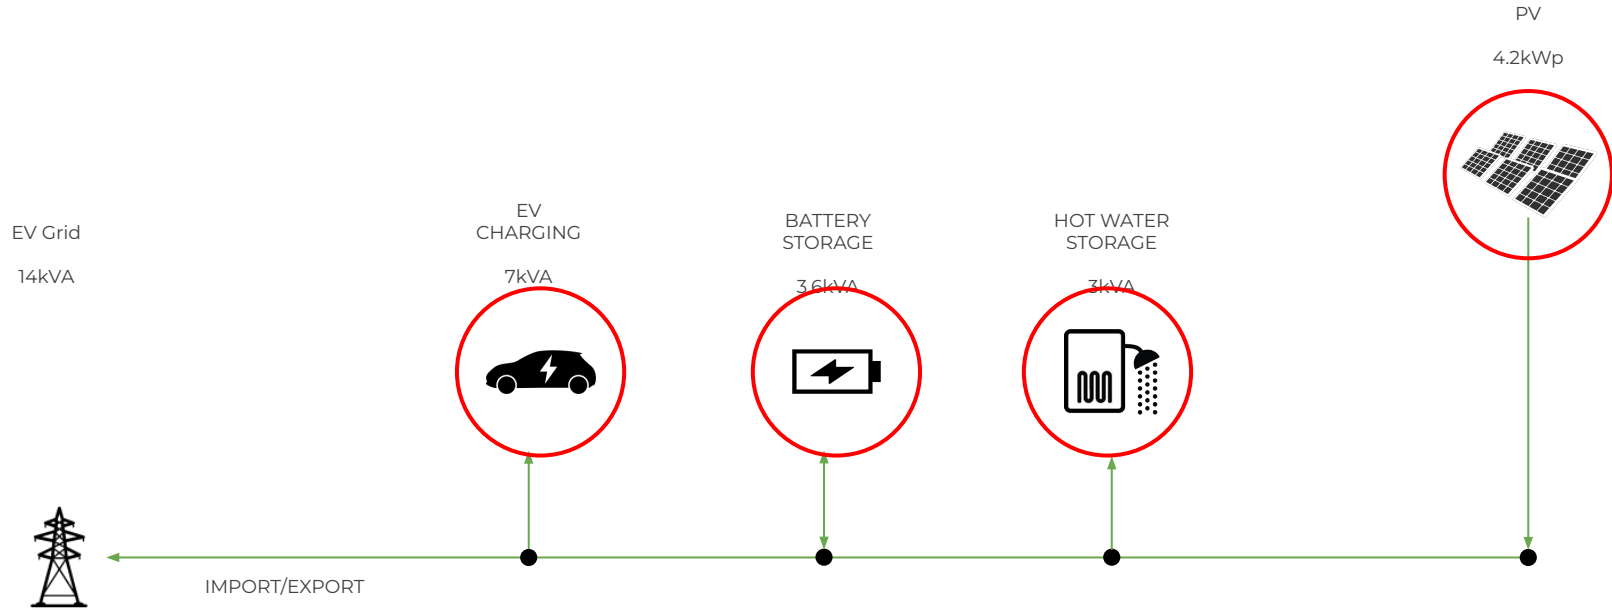 PV
4.2kWp
EV Grid
14kVA
EV
CHARGING
7kVA
BATTERY
STORAGE
3.6kVA
HOT WATER
STORAGE
3kVA
IMPORT/EXPORT